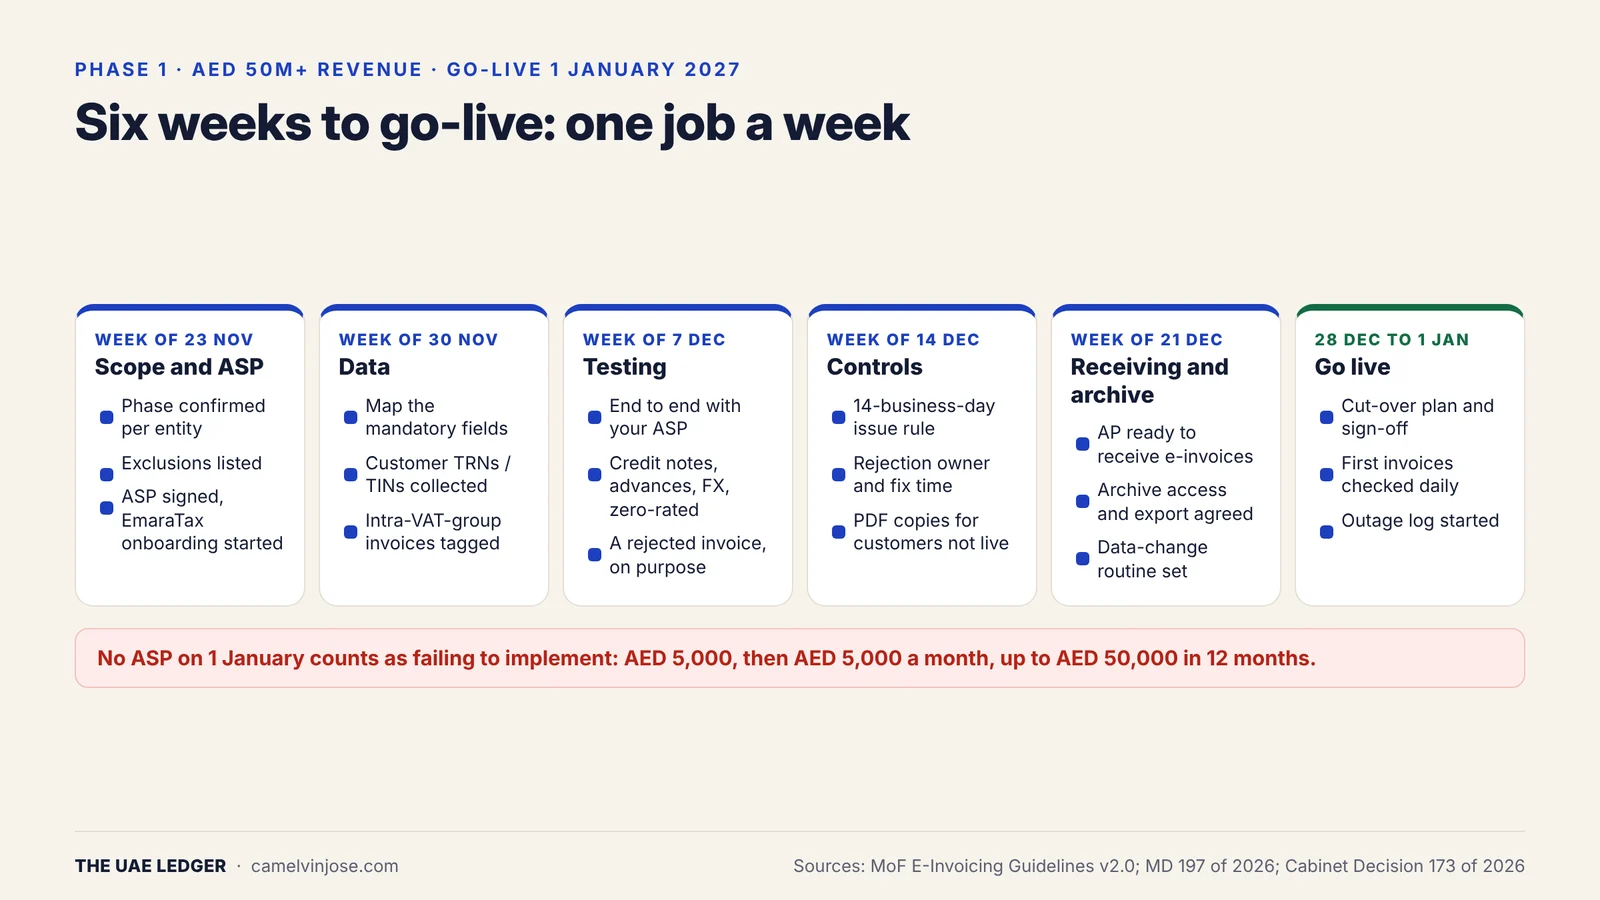 PHASE 1 · AED 50M+ REVENUE · GO-LIVE 1 JANUARY 2027
Six weeks to go-live: one job a week
WEEK OF 23 NOV
Scope and ASP
Phase confirmed
per entity
Exclusions listed
ASP signed,
EmaraTax
onboarding started
WEEK OF 30 NOV
Data
Map the
mandatory fields
Customer TRNs /
TINs collected
Intra-VAT-group
invoices tagged
WEEK OF 7 DEC
Testing
End to end with
your ASP
Credit notes,
advances, FX,
zero-rated
A rejected invoice,
on purpose
WEEK OF 14 DEC
Controls
14-business-day
issue rule
Rejection owner
and fix time
PDF copies for
customers not live
WEEK OF 21 DEC
Receiving and
archive
AP ready to
receive e-invoices
Archive access
and export agreed
Data-change
routine set
28 DEC TO 1 JAN
Go live
Cut-over plan and
sign-off
First invoices
checked daily
Outage log started
No ASP on 1 January counts as failing to implement: AED 5,000, then AED 5,000 a month, up to AED 50,000 in 12 months.
THE UAE LEDGER · camelvinjose.com
Sources: MoF E-Invoicing Guidelines v2.0; MD 197 of 2026; Cabinet Decision 173 of 2026